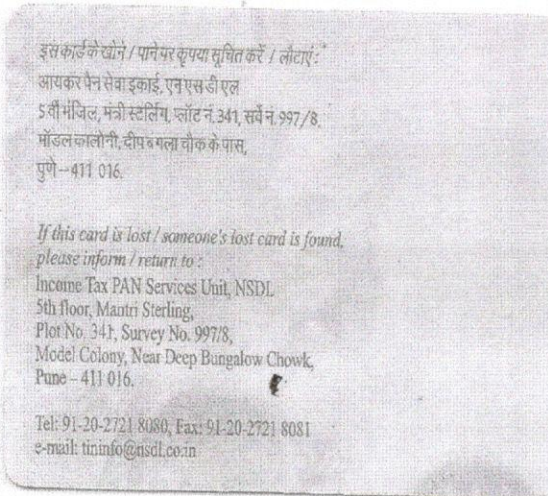 इस कार्ड के खोने / पाने पर कृपया सूचित करें / लौटाएं :
आयकर पैन सेवा इकाई, एन एस डी एल
5 वीं मंजिल, मंत्री स्टर्लिंग, प्लॉट नं. 341, सर्वे नं. 997/8,
मॉडल कालोनी, दीप बंगला चौक के पास,
पुणे – 411 016.
If this card is lost / someone's lost card is found,
please inform / return to :
Income Tax PAN Services Unit, NSDL
5th floor, Mantri Sterling,
Plot No. 341, Survey No. 997/8,
Model Colony, Near Deep Bungalow Chowk,
Pune – 411 016.
Tel: 91-20-2721 8080, Fax: 91-20-2721 8081
e-mail: tininfo@nsdl.co.in